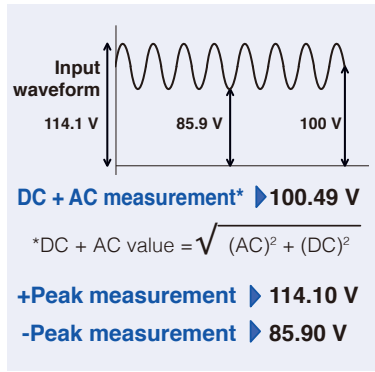 Input
waveform
114.1 V 85.9 V 100 V
DC + AC measurement* ▶ 100.49 V
*DC + AC value = √(AC)² + (DC)²
+Peak measurement ▶ 114.10 V
-Peak measurement ▶ 85.90 V